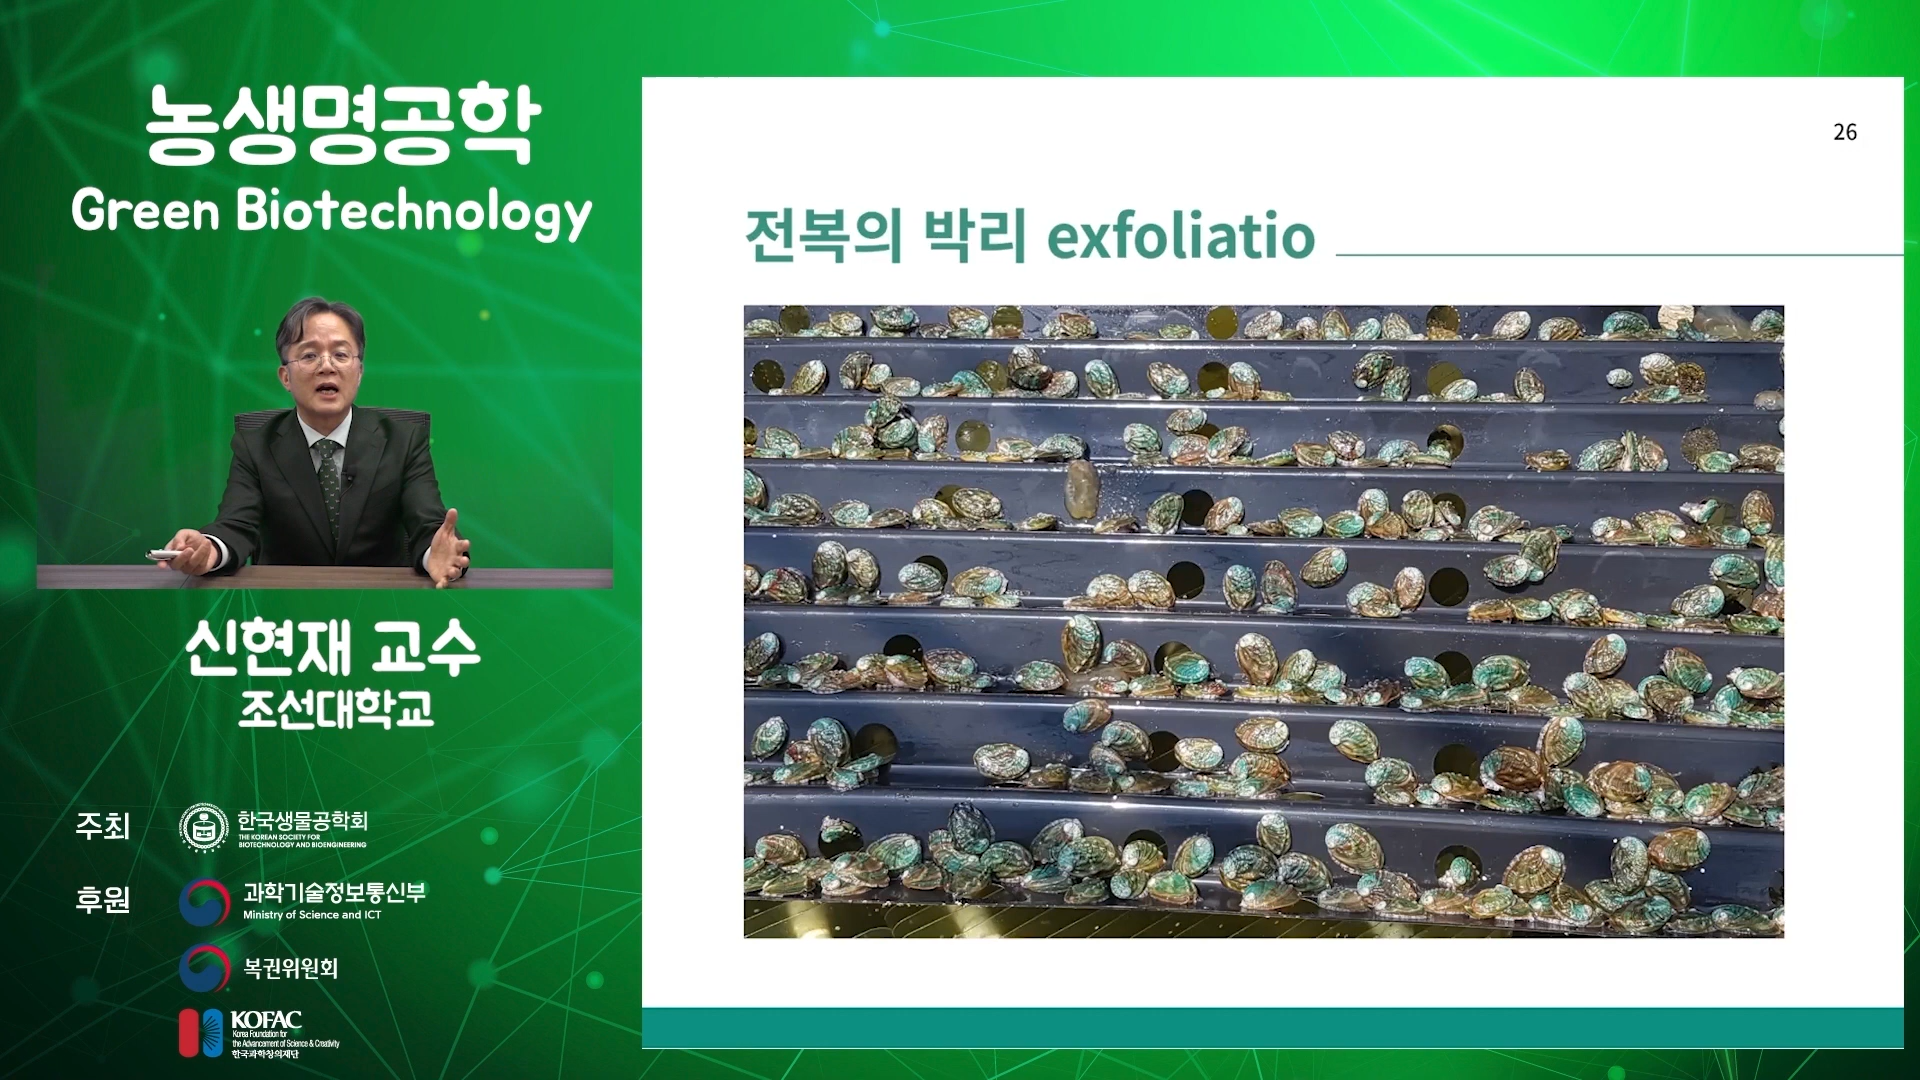 농생명공학
Green Biotechnology
신현재 교수
조선대학교
주최
한국생물공학회
THE KOREAN SOCIETY FOR
BIOTECHNOLOGY AND BIOENGINEERING
후원
과학기술정보통신부
Ministry of Science and ICT
복권위원회
KOFAC
Korea Foundation for
the Advancement of Science & Creativity
한국과학창의재단
26
전복의 박리 exfoliatio